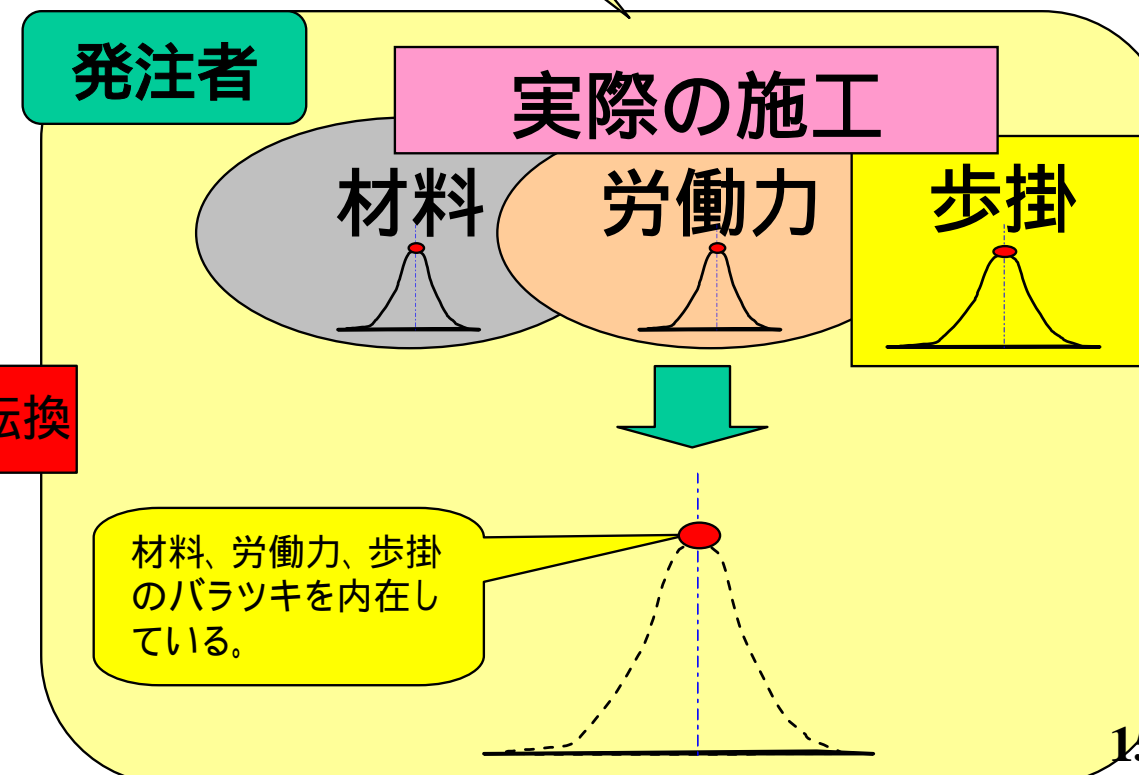 発注者
実際の施工
材料
労働力
歩掛
転換
材料、労働力、歩掛
のバラツキを内在し
ている。